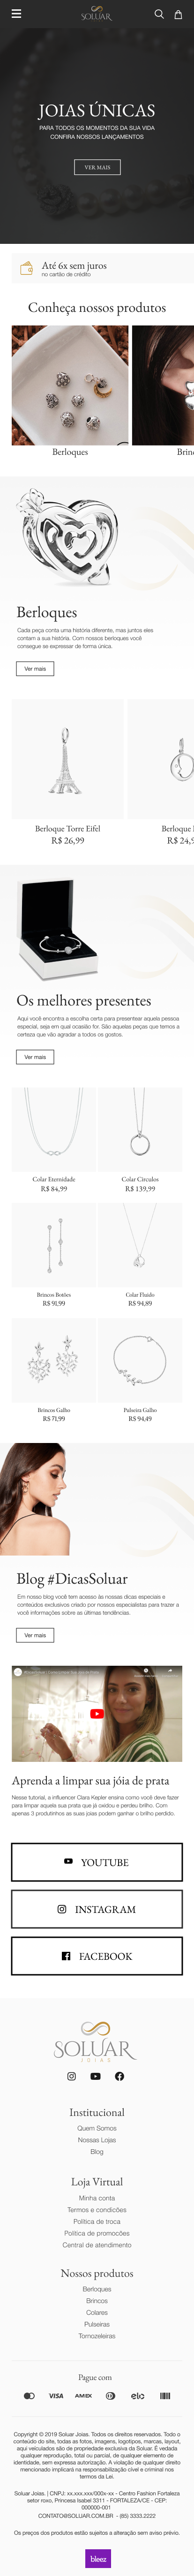 SOLUAR
JOIAS
JOIAS ÚNICAS
PARA TODOS OS MOMENTOS DA SUA VIDA
CONFIRA NOSSOS LANÇAMENTOS
VER MAIS
Até 6x sem juros
no cartão de crédito
Conheça nossos produtos
Berloques
Brin
Berloques
Cada peça conta uma história diferente, mas juntos eles
contam a sua história. Com nossos berloques você
consegue se expressar de forma única.
Ver mais
Berloque Torre Eifel
R$ 26,99
Berloque
R$ 24,9
Os melhores presentes
Aqui você encontra a escolha certa para presentear aquela pessoa
especial, seja em qual ocasião for. São aquelas peças que temos a
certeza que vão agradar a todos os gostos.
Ver mais
Colar Eternidade
R$ 84,99
Colar Círculos
R$ 139,99
Brincos Botões
R$ 91,99
Colar Fluido
R$ 94,89
Brincos Galho
R$ 71,99
Pulseira Galho
R$ 94,49
Blog #DicasSoluar
Em nosso blog você tem acesso às nossas dicas especiais e
conteúdos exclusivos criado por nossos especialistas para trazer a
você informações sobre as últimas tendências.
Ver mais
Aprenda a limpar sua jóia de prata
Nesse tutorial, a influencer Clara Kepler ensina como você deve fazer
para limpar aquela sua prata que já oxidou e perdeu brilho. Com
apenas 3 produtinhos as suas joias podem ganhar o brilho perdido.
YOUTUBE
INSTAGRAM
FACEBOOK
SOLUAR
JOIAS
Institucional
Quem Somos
Nossas Lojas
Blog
Loja Virtual
Minha conta
Termos e condições
Política de troca
Política de promoções
Central de atendimento
Nossos produtos
Berloques
Brincos
Colares
Pulseiras
Tornozeleiras
Pague com
VISA
AMEX
elo
Copyright © 2019 Soluar Joias. Todos os direitos reservados. Todo o
conteúdo do site, todas as fotos, imagens, logotipos, marcas, layout,
aqui veiculados são de propriedade exclusiva da Soluar. É vedada
qualquer reprodução, total ou parcial, de qualquer elemento de
identidade, sem expressa autorização. A violação de qualquer direito
mencionado implicará na responsabilização cível e criminal nos
termos da Lei.
Soluar Joias. | CNPJ: xx.xxx.xxx/000x-xx - Centro Fashion Fortaleza
setor roxo, Princesa Isabel 3311 - FORTALEZA/CE - CEP:
000000-001
CONTATO@SOLUAR.COM.BR - (85) 3333.2222
Os preços dos produtos estão sujeitos a alteração sem aviso prévio.
bleez